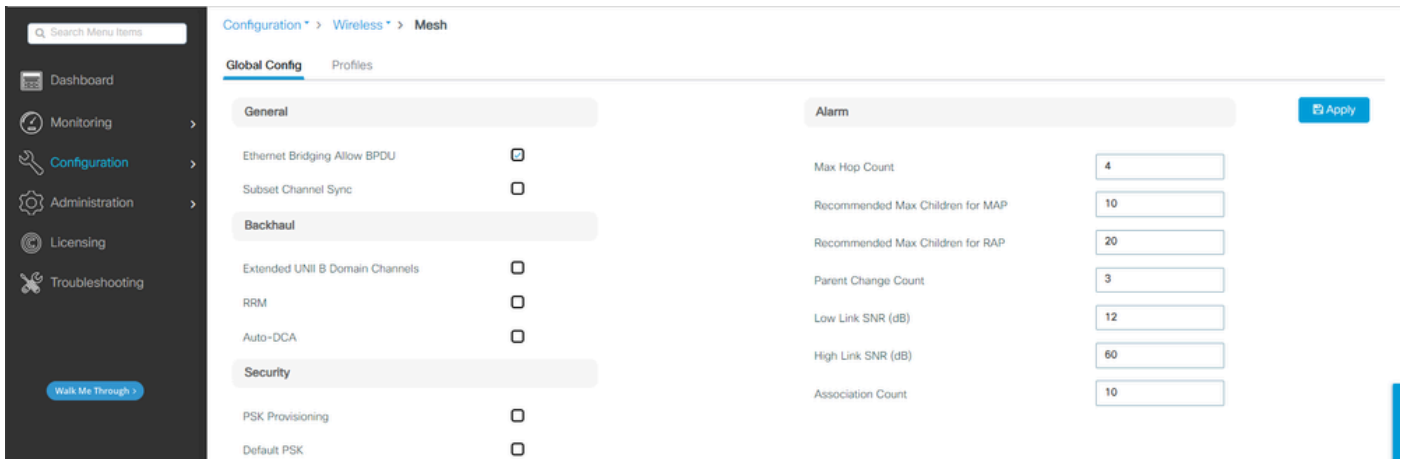 Search Menu Items
Dashboard
Monitoring
Configuration
Administration
Licensing
Troubleshooting
Walk Me Through >
Configuration > Wireless > Mesh
Global Config Profiles
General
Ethernet Bridging Allow BPDU
Subset Channel Sync
Backhaul
Extended UNII B Domain Channels
RRM
Auto-DCA
Security
PSK Provisioning
Default PSK
Alarm
Apply
Max Hop Count 4
Recommended Max Children for MAP 10
Recommended Max Children for RAP 20
Parent Change Count 3
Low Link SNR (dB) 12
High Link SNR (dB) 60
Association Count 10